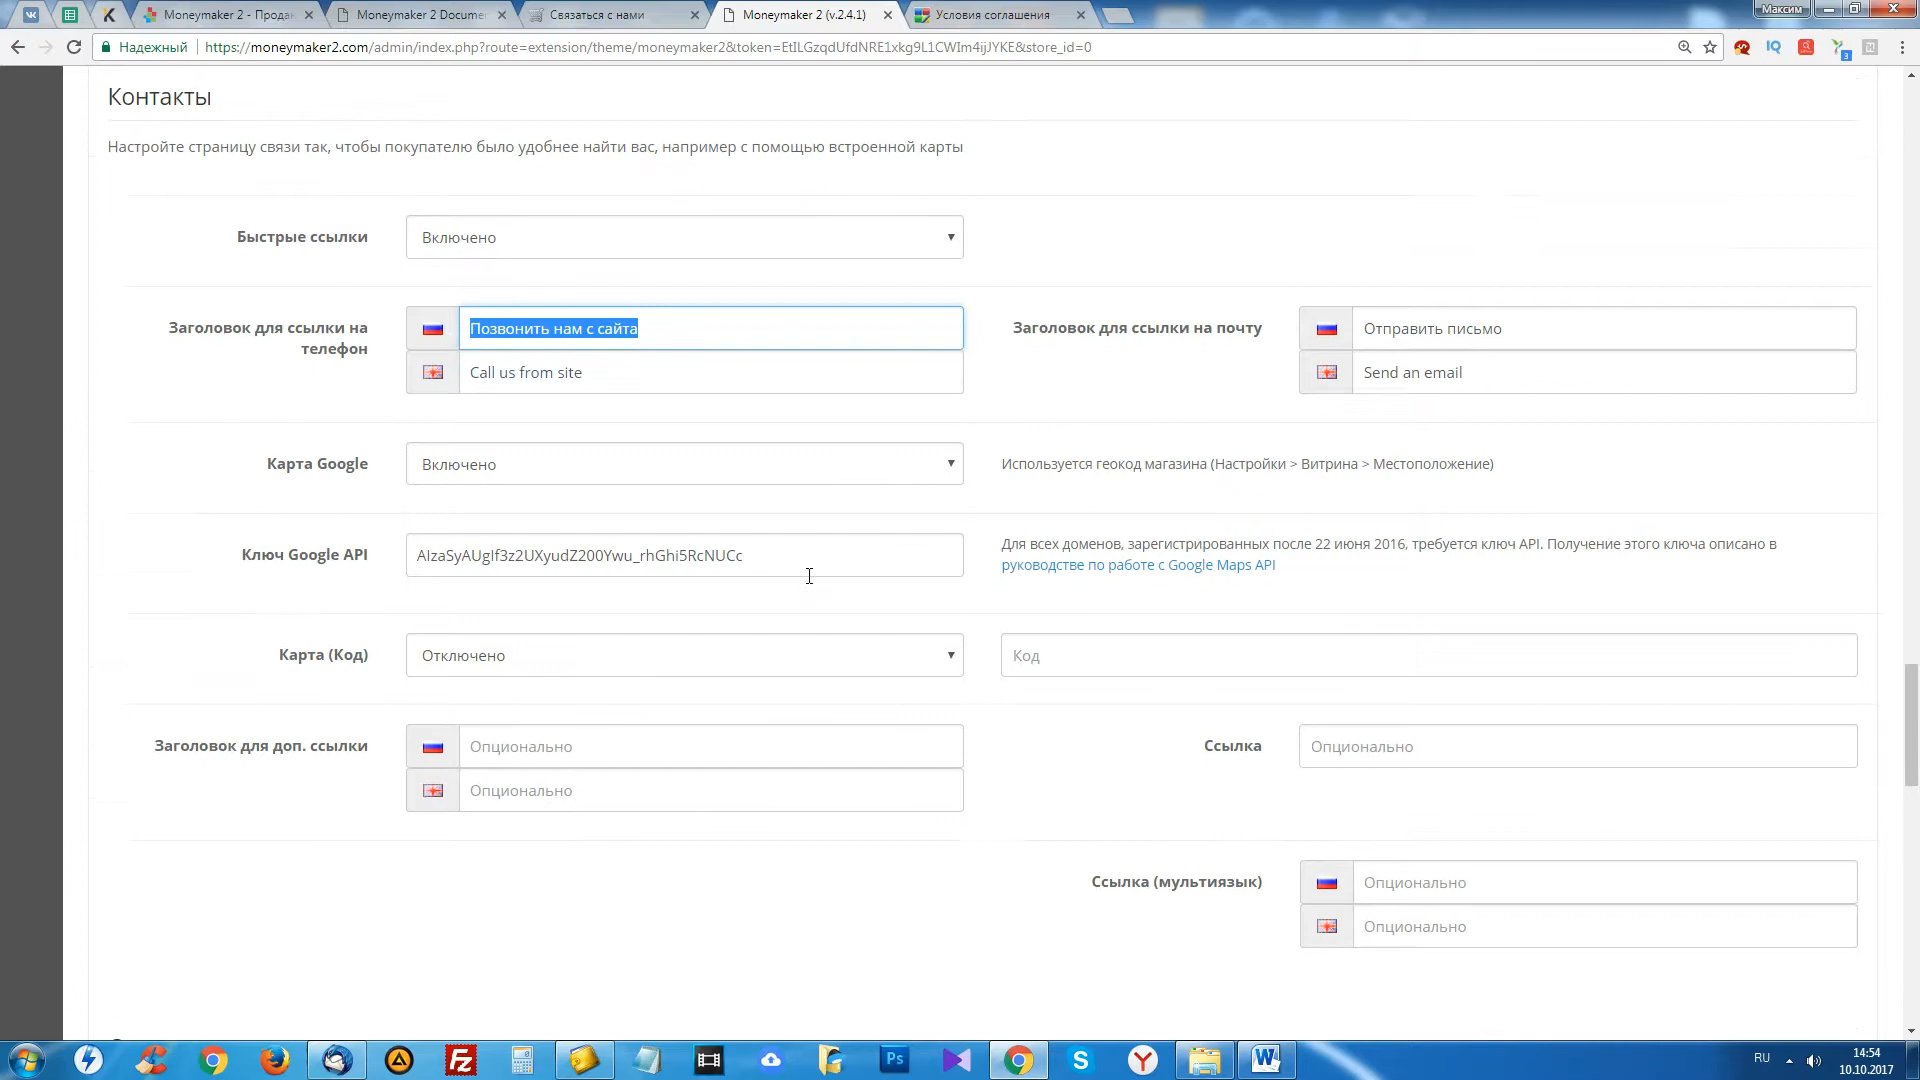 Moneymaker 2 - Прода
Moneymaker 2 Docume
Связаться с нами
Moneymaker 2 (v.2.4.1)
Условия соглашения
Максим
Надежный
https://moneymaker2.com/admin/index.php?route=extension/theme/moneymaker2&token=EtILGzqdUfdNRE1xkg9L1CWIm4ijJYKE&store_id=0
Контакты
Настройте страницу связи так, чтобы покупателю было удобнее найти вас, например с помощью встроенной карты
Быстрые ссылки
Включено
Заголовок для ссылки на
телефон
Позвонить нам с сайта
Call us from site
Заголовок для ссылки на почту
Отправить письмо
Send an email
Карта Google
Включено
Используется геокод магазина (Настройки > Витрина > Местоположение)
Ключ Google API
AIzaSyAUgIf3z2UXyudZ200Ywu_rhGhi5RcNUCc
Для всех доменов, зарегистрированных после 22 июня 2016, требуется ключ API. Получение этого ключа описано в
руководстве по работе с Google Maps API
Карта (Код)
Отключено
Код
Заголовок для доп. ссылки
Опционально
Опционально
Ссылка
Опционально
Ссылка (мультиязык)
Опционально
Опционально
RU
14:54
10.10.2017